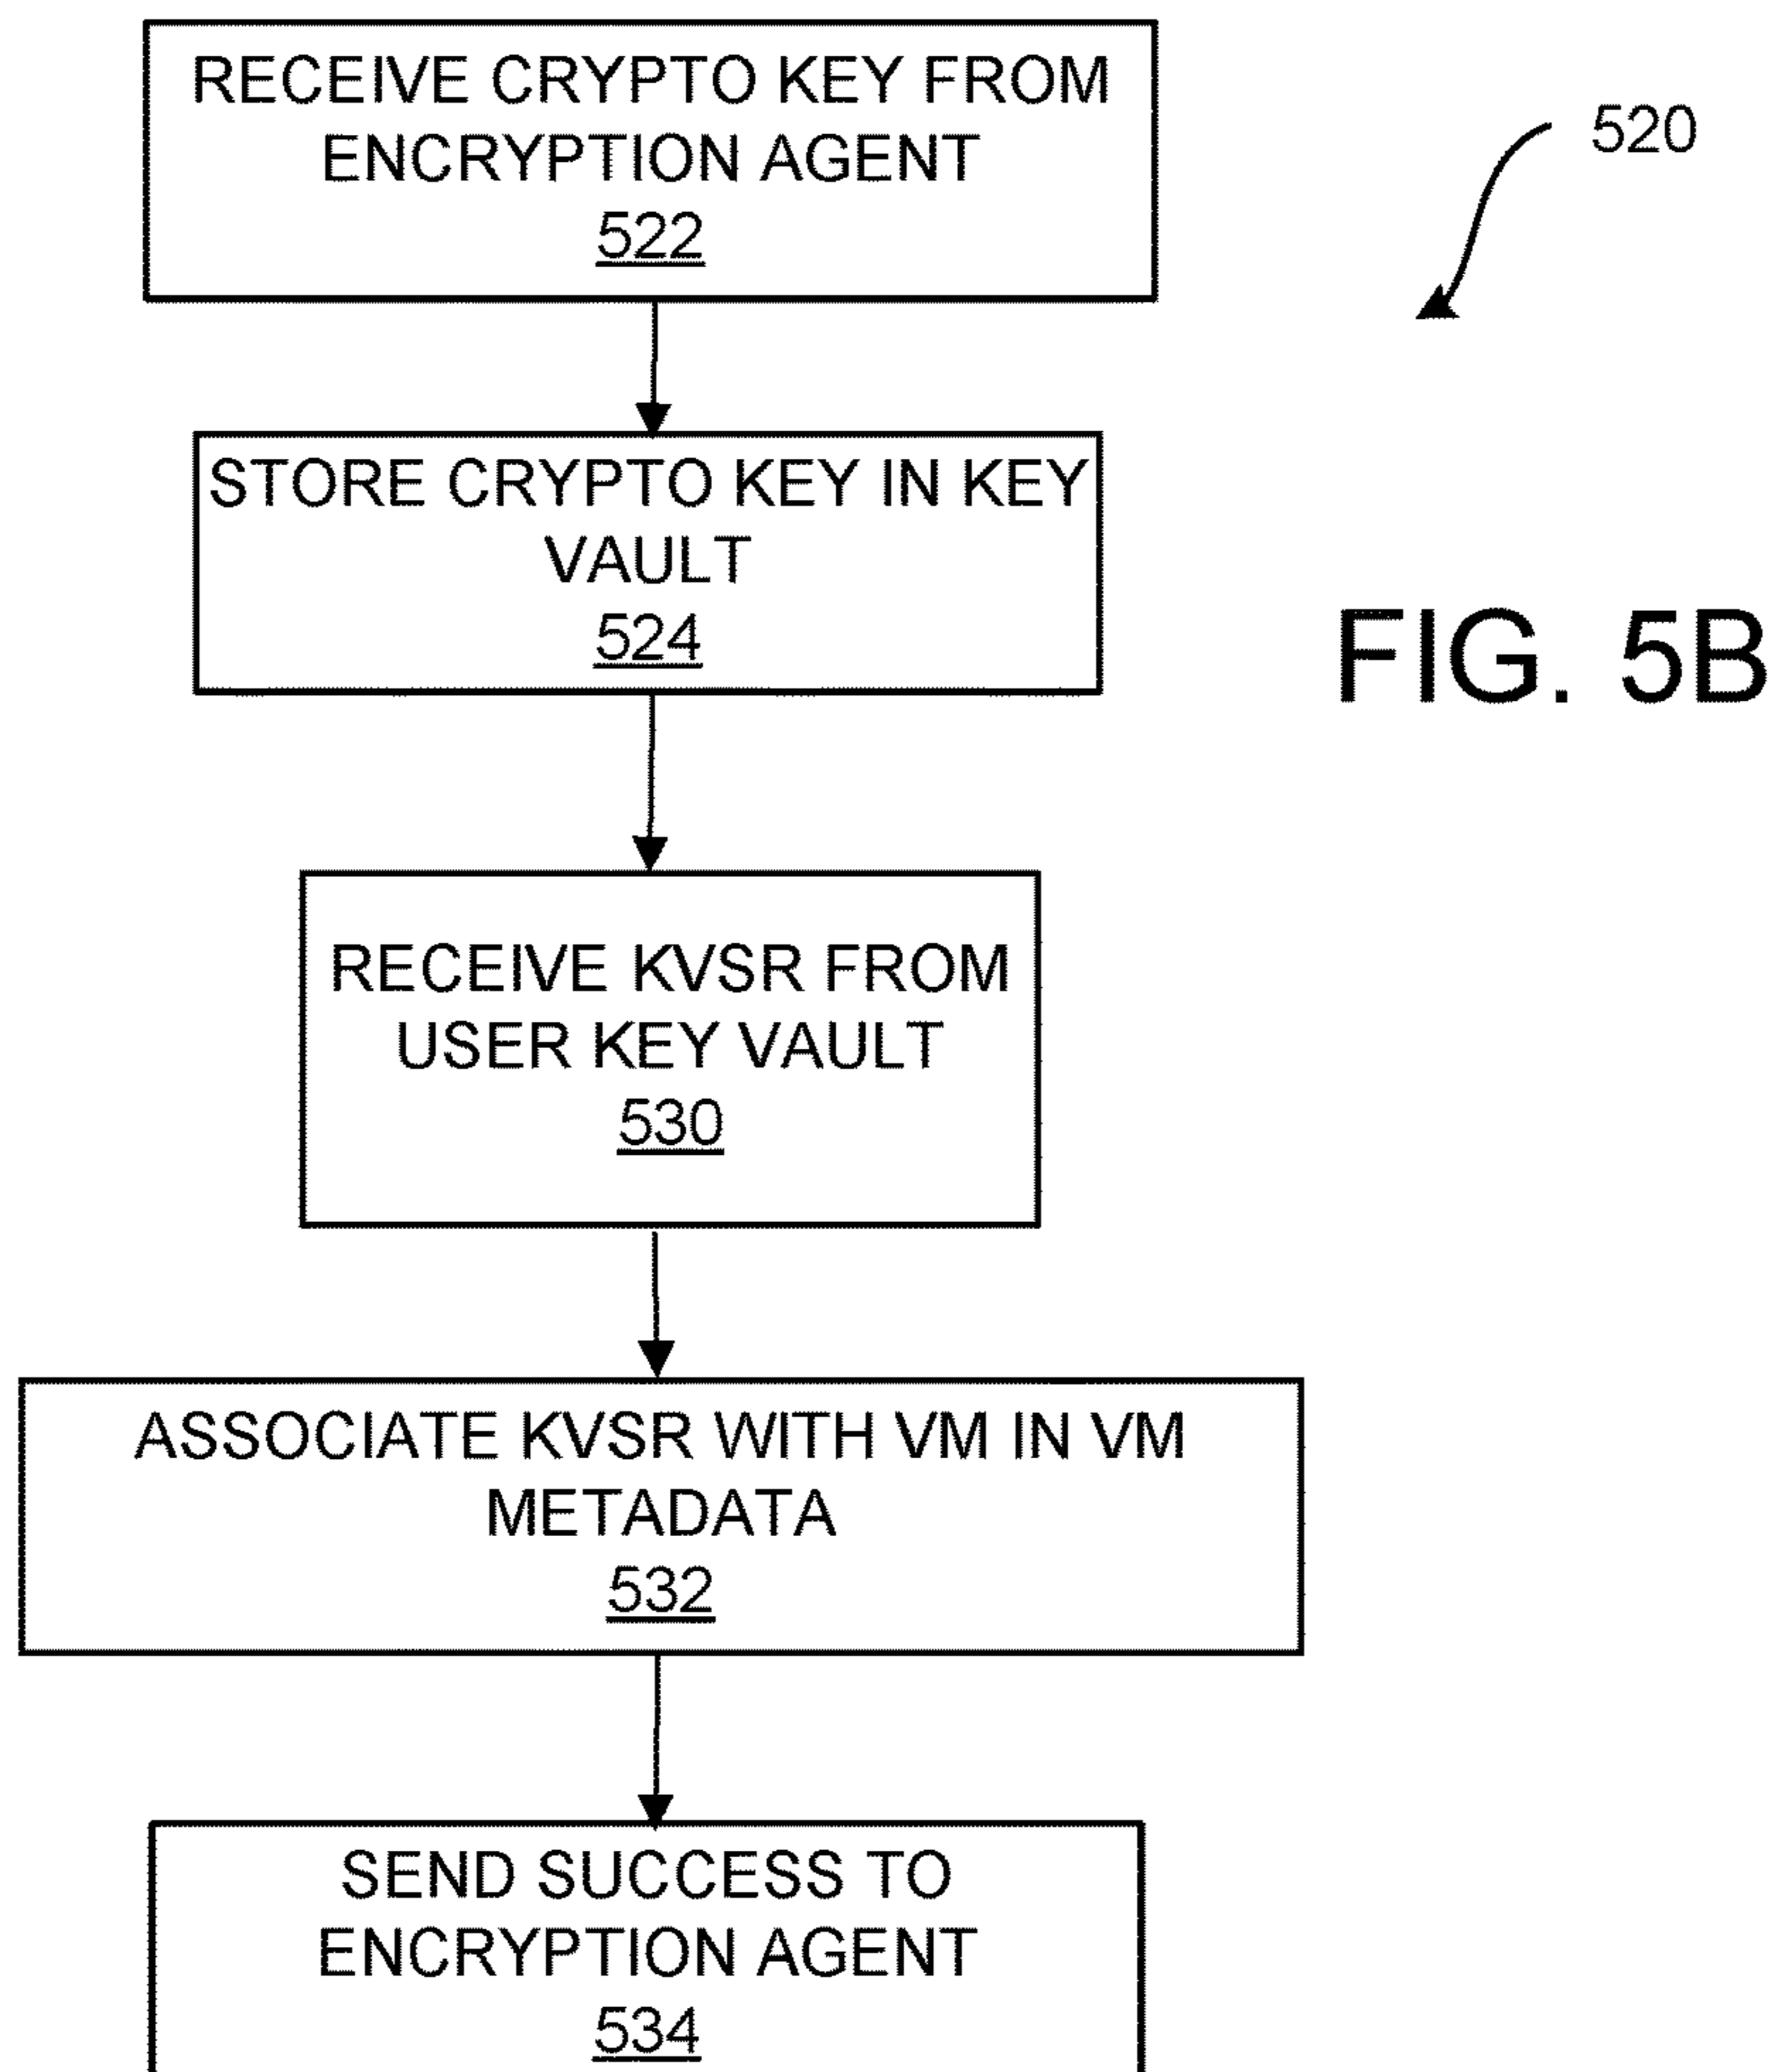 RECEIVE CRYPTO KEY FROM
ENCRYPTION AGENT
522
520
STORE CRYPTO KEY IN KEY
VAULT
524
FIG. 5B
RECEIVE KVSR FROM
USER KEY VAULT
530
ASSOCIATE KVSR WITH VM IN VM
METADATA
532
SEND SUCCESS TO
ENCRYPTION AGENT
534